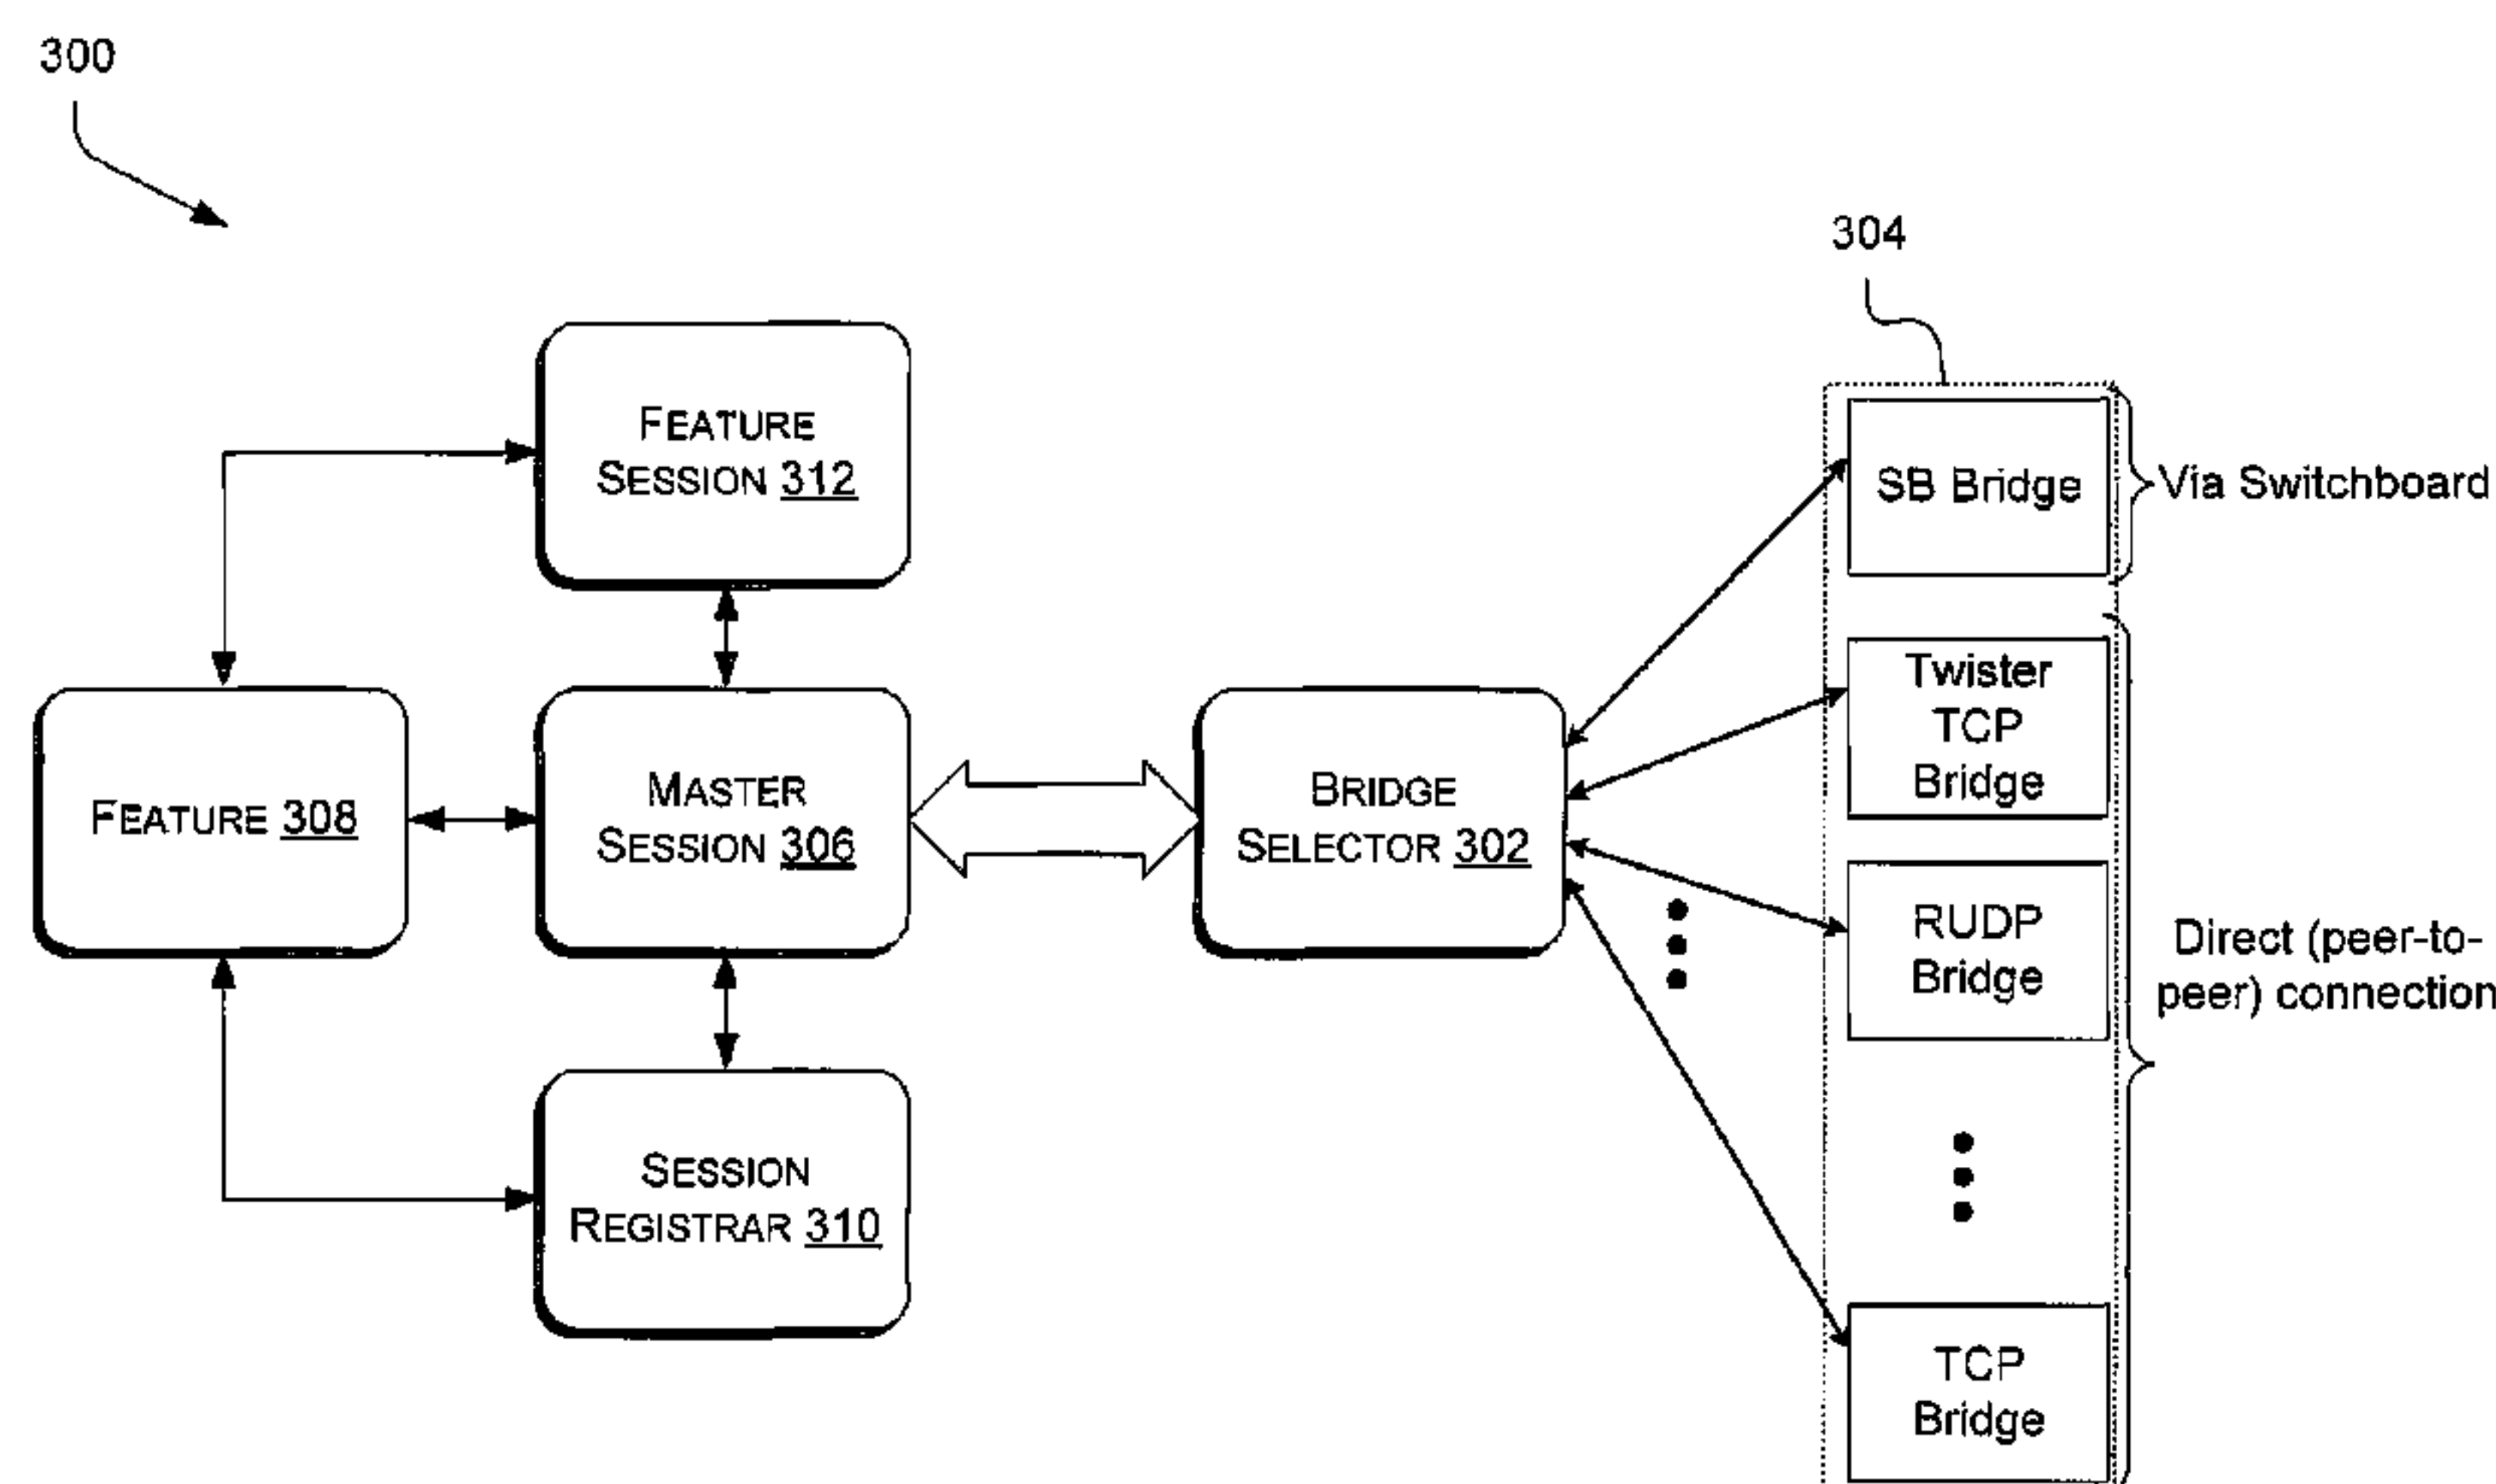 300
304
FEATURE
SESSION 312
SB Bridge
Via Switchboard
Twister
TCP
Bridge
FEATURE 308
MASTER
SESSION 306
BRIDGE
SELECTOR 302
RUDP
Bridge
Direct (peer-to-
peer) connection
SESSION
REGISTRAR 310
TCP
Bridge